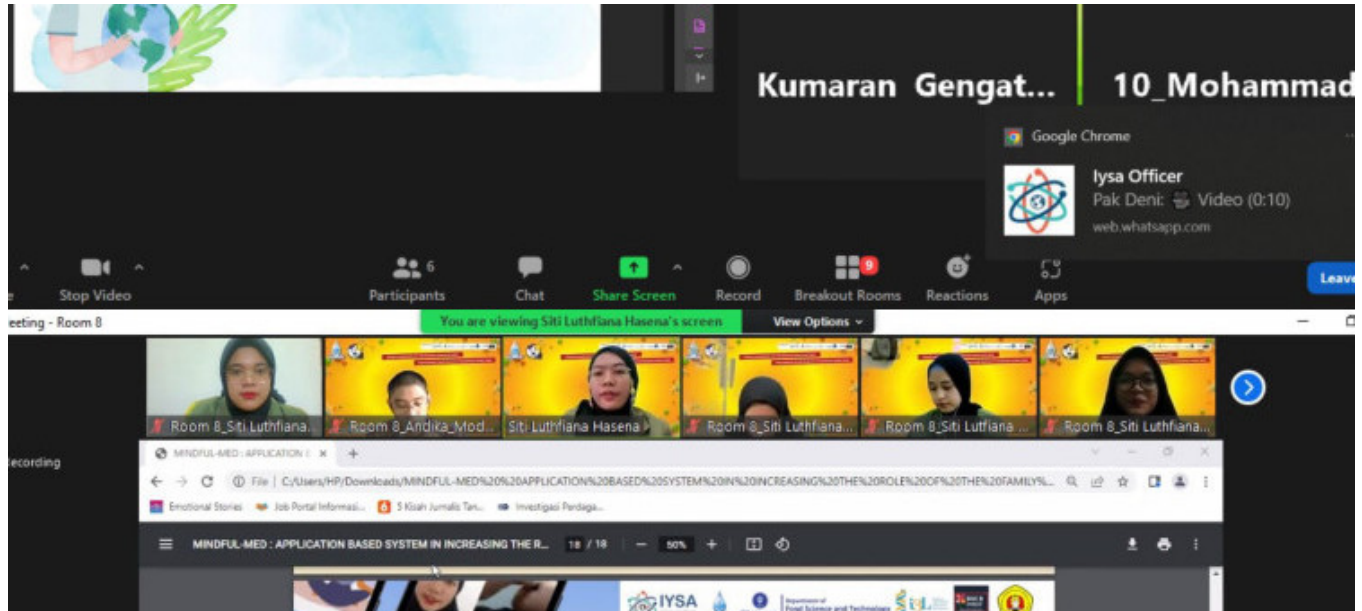 Kumaran Gengat...
10_Mohammad
Google Chrome
Iysa Officer
Pak Deni: Video (0:10)
web.whatsapp.com
Stop Video
6
Participants
Chat
Share Screen
Record
9
Breakout Rooms
Reactions
Apps
Leave
eeting - Room 8
You are viewing Siti Luthfiana Hasena's screen
View Options
Room 8_Siti Luthfiana...
Room 8_Andika_Mod...
Siti Luthfiana Hasena
Room 8_Siti Luthfiana...
Room 8_Siti Lutfiana ...
Room 8_Siti Luthfiana...
ecording
MINDFUL-MED : APPLICATION
File | C:/Users/HP/Downloads/MINDFUL-MED%20%20APPLICATION%20BASED%20SYSTEM%20IN%20INCREASING%20THE%20ROLE%20OF%20THE%20FAMILY%...
Emotional Stories
Job Portal Informasi...
5 Kisah Jurnalis Tan...
Investigasi Perdaga...
MINDFUL-MED : APPLICATION BASED SYSTEM IN INCREASING THE R...
18 / 18
50%
IYSA
Department of
Food Science and Technology